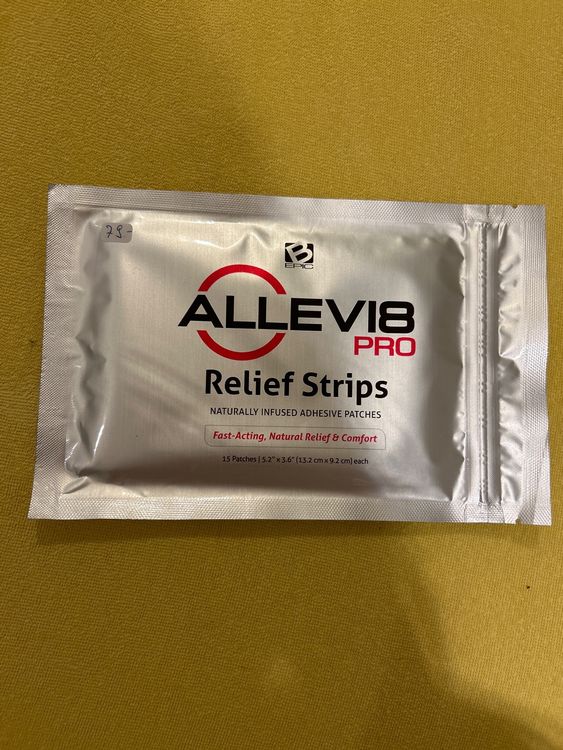 79-
B
EPIC
ALLEVI8
PRO
Relief Strips
NATURALLY INFUSED ADHESIVE PATCHES
Fast-Acting, Natural Relief & Comfort
15 Patches | 5.2" x 3.6" (13.2 cm x 9.2 cm) each